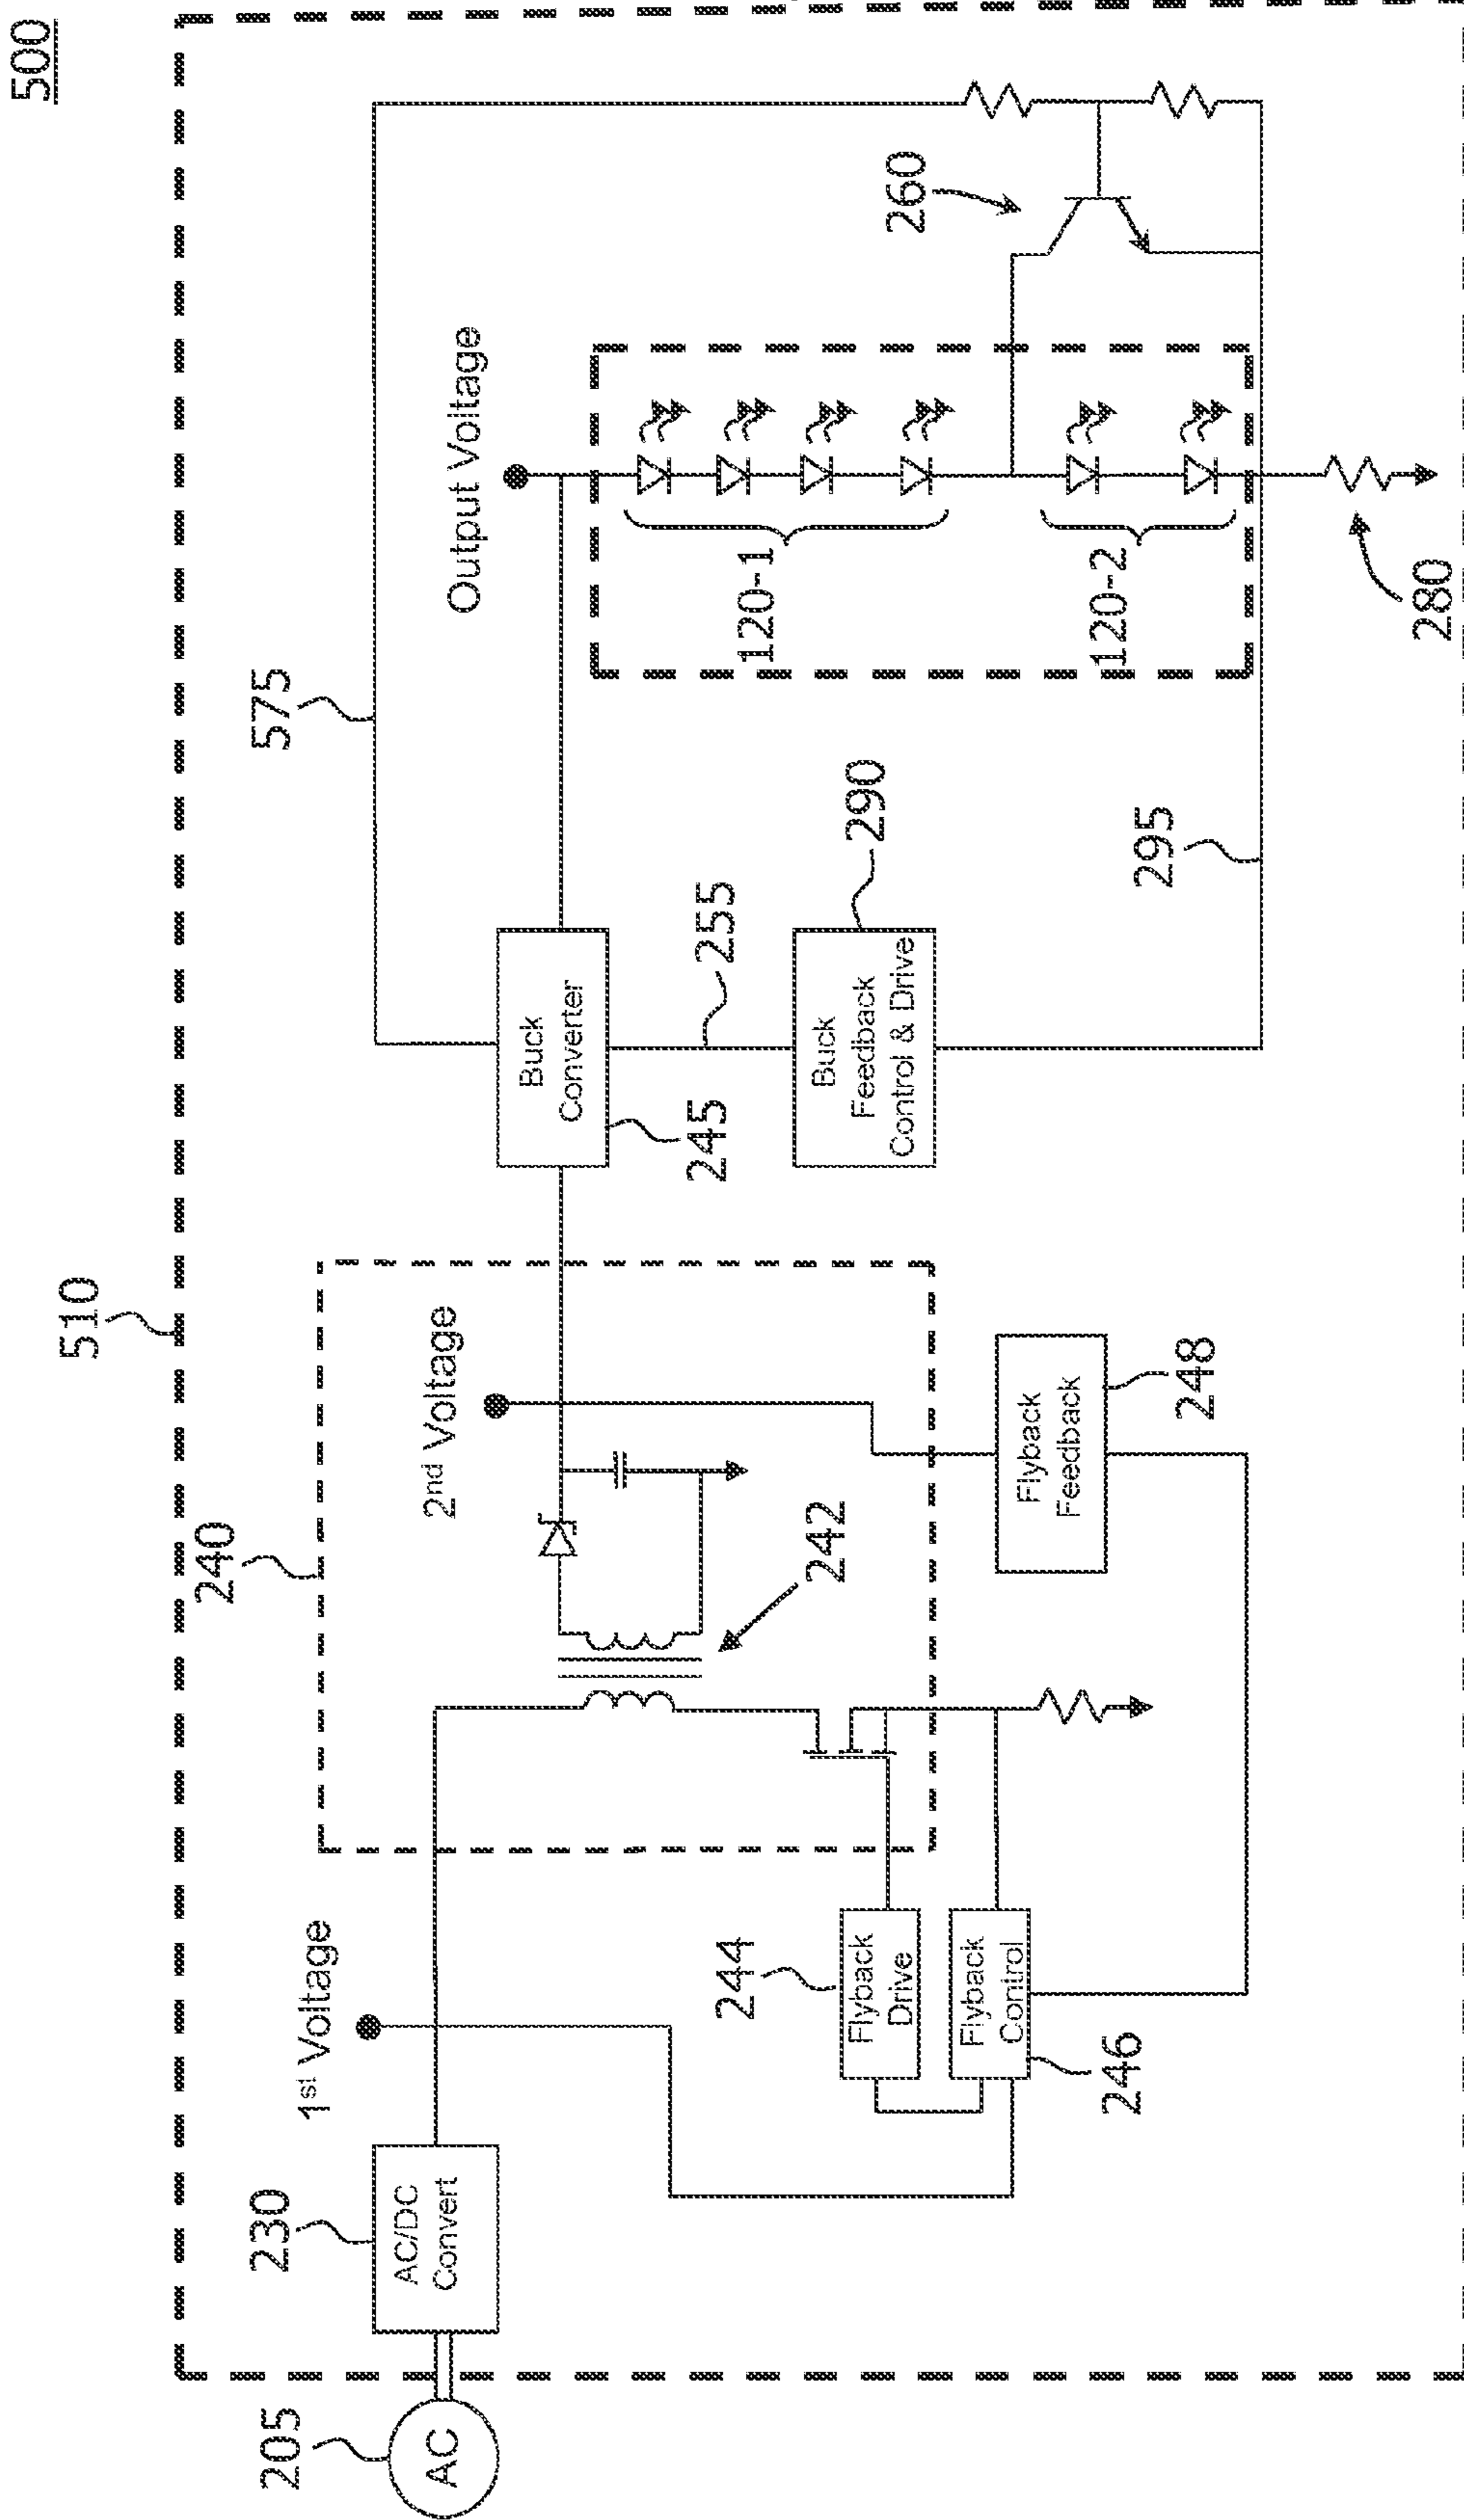 500
510
575
240
Output Voltage
260
1st Voltage
2nd Voltage
230
AC/DC
Convert
205
AC
Buck
Converter
245
255
120-1
242
244
Flyback
Drive
Buck
Feedback
Control & Drive
290
120-2
Flyback
Control
246
Flyback
Feedback
248
295
280